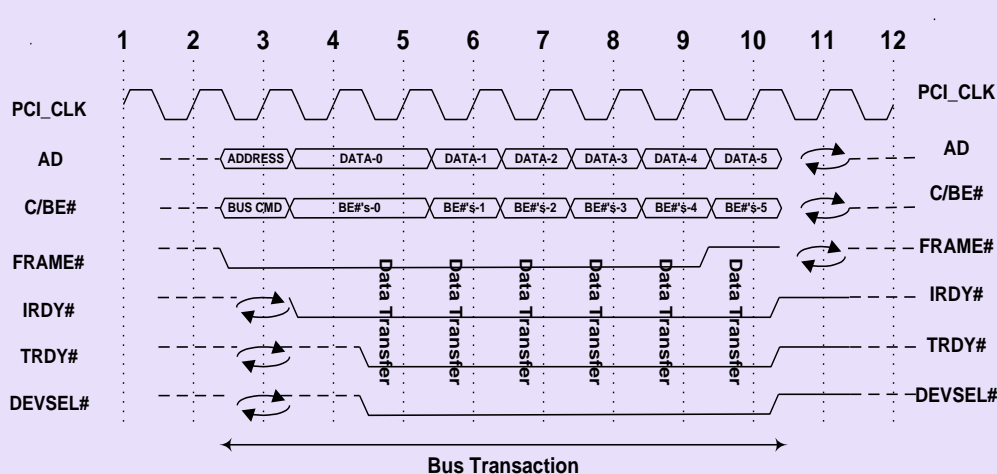 1 2 3 4 5 6 7 8 9 10 11 12
PCI_CLK PCI_CLK
AD ADDRESS DATA-0 DATA-1 DATA-2 DATA-3 DATA-4 DATA-5 AD
C/BE# BUS CMD BE#'s-0 BE#'s-1 BE#'s-2 BE#'s-3 BE#'s-4 BE#'s-5 C/BE#
FRAME# FRAME#
IRDY# IRDY#
TRDY# TRDY#
DEVSEL# DEVSEL#
Data Transfer
Data Transfer
Data Transfer
Data Transfer
Data Transfer
Data Transfer
Bus Transaction